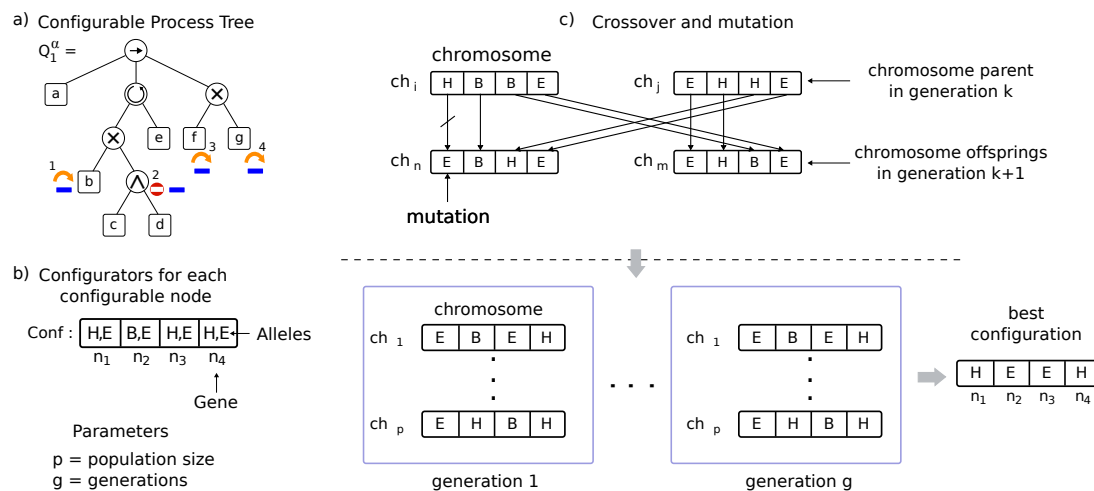 a) Configurable Process Tree
Q₁^α =
a
e
f
g
3
4
1
b
2
c
d
b) Configurators for each
configurable node
Conf : H,E B,E H,E H,E Alleles
n₁ n₂ n₃ n₄
Gene
Parameters
p = population size
g = generations
c) Crossover and mutation
chromosome
ch i H B B E
ch j E H H E
chromosome parent
in generation k
ch n E B H E
ch m E H B E
chromosome offsprings
in generation k+1
mutation
chromosome
ch 1 E B E H
ch p E H B H
generation 1
. . .
ch 1 E B E H
ch p E H B H
generation g
best
configuration
H E E H
n₁ n₂ n₃ n₄